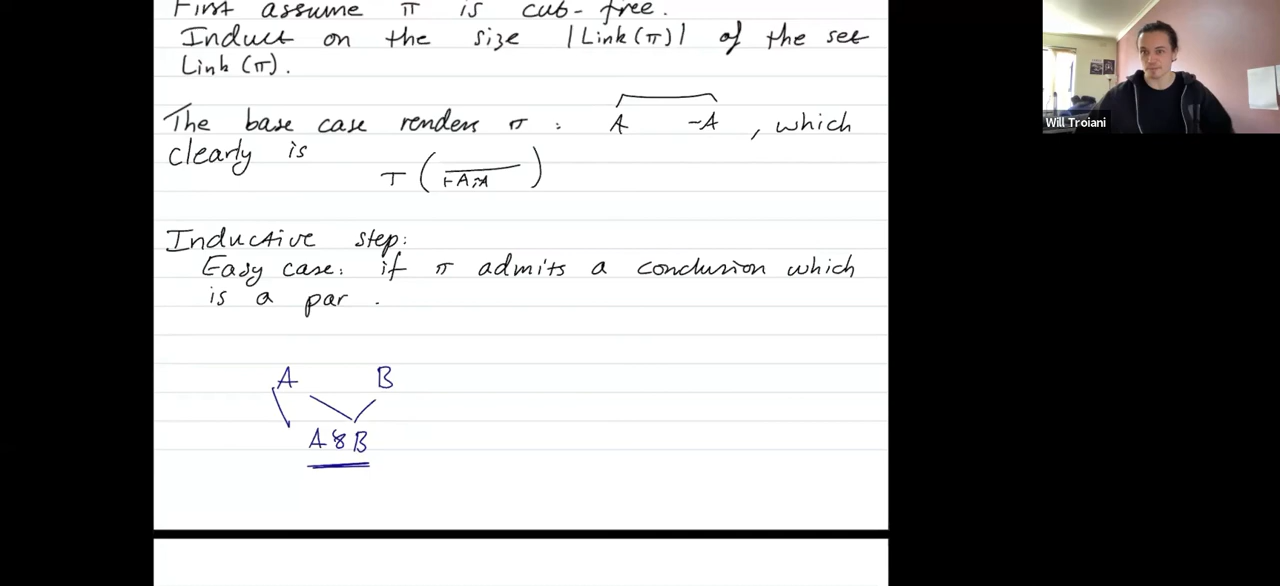 First assume π is cut-free.
Induct on the size |Link(π)| of the set
Link(π).
The base case renders π : A ¬A , which
clearly is
T ( ⊢A,¬A )
Inductive step:
Easy case: if π admits a conclusion which
is a par .
A B
A⅋B
Will Troiani